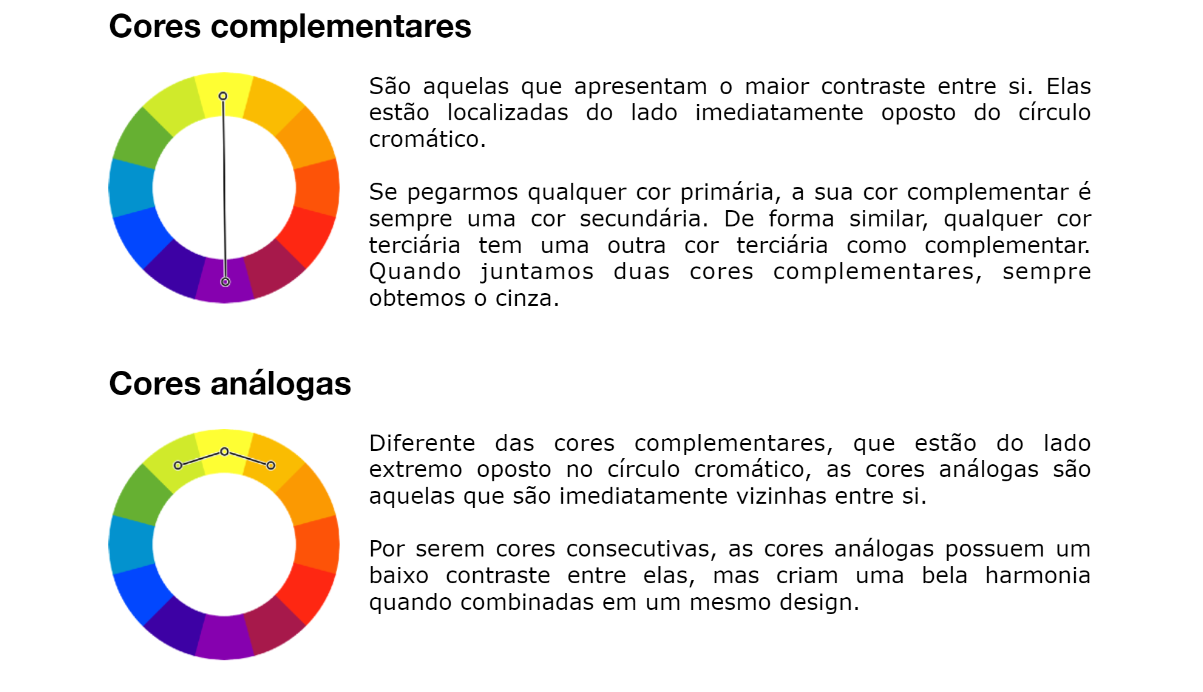 Cores complementares
São aquelas que apresentam o maior contraste entre si. Elas
estão localizadas do lado imediatamente oposto do círculo
cromático.
Se pegarmos qualquer cor primária, a sua cor complementar é
sempre uma cor secundária. De forma similar, qualquer cor
terciária tem uma outra cor terciária como complementar.
Quando juntamos duas cores complementares, sempre
obtemos o cinza.
Cores análogas
Diferente das cores complementares, que estão do lado
extremo oposto no círculo cromático, as cores análogas são
aquelas que são imediatamente vizinhas entre si.
Por serem cores consecutivas, as cores análogas possuem um
baixo contraste entre elas, mas criam uma bela harmonia
quando combinadas em um mesmo design.